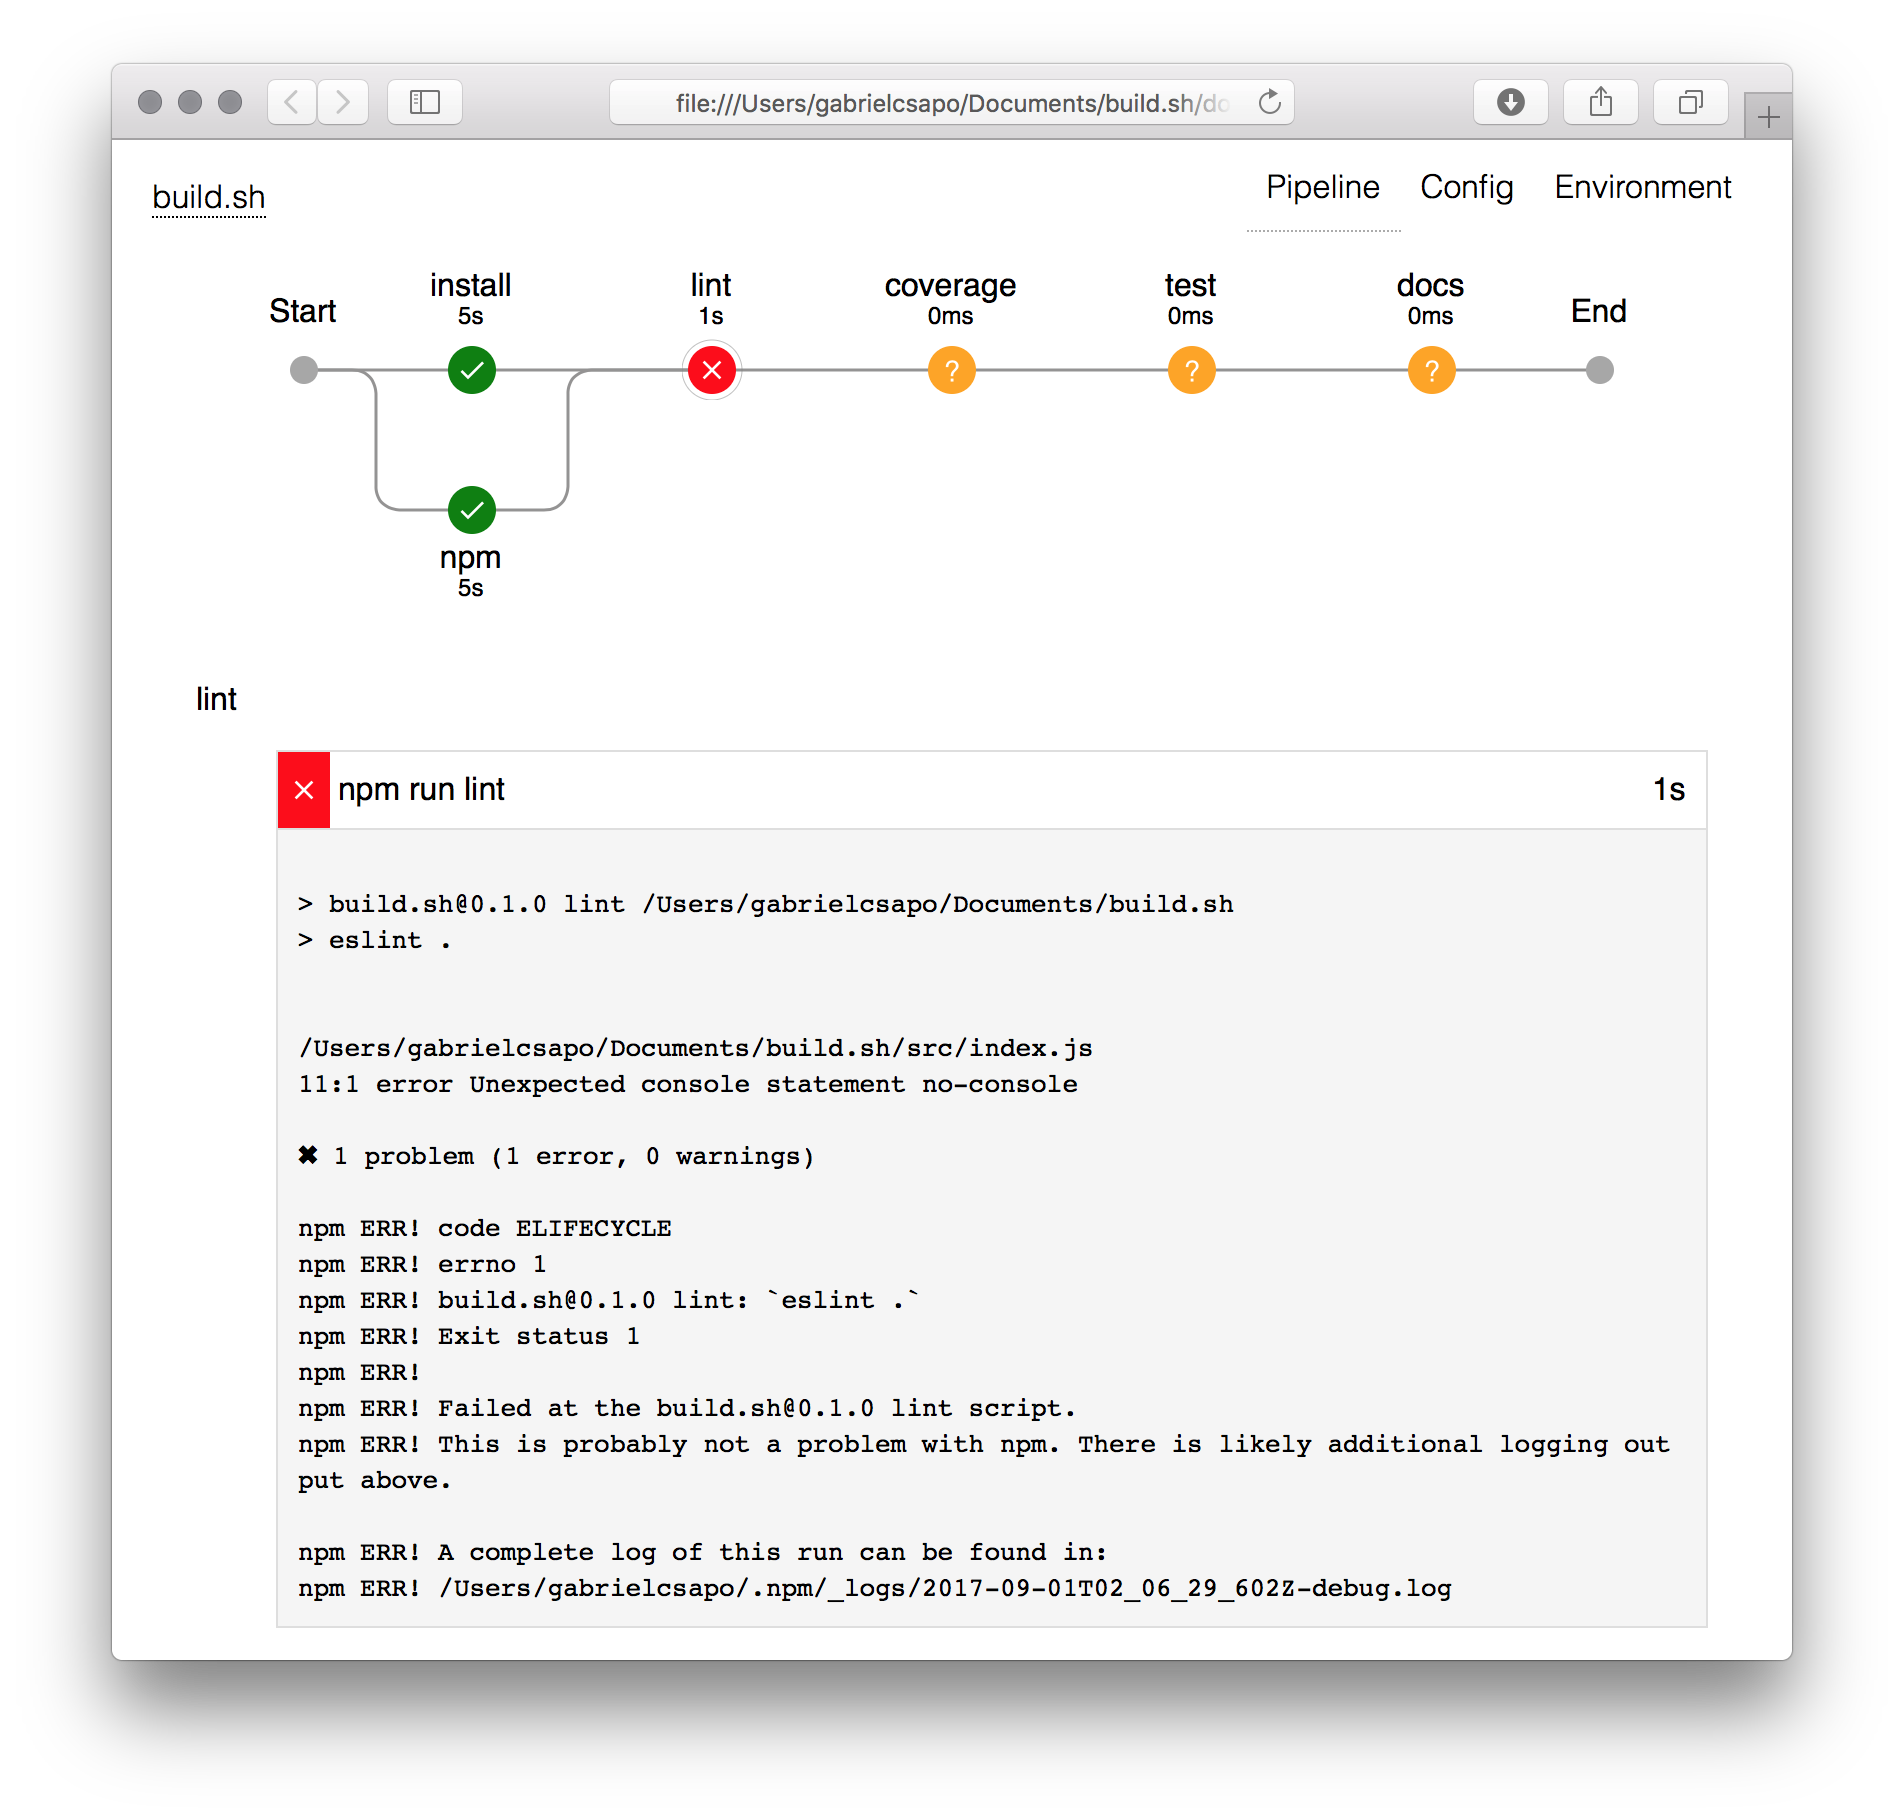 file:///Users/gabrielcsapo/Documents/build.sh/do
build.sh
Pipeline Config Environment
Start
install
5s
lint
1s
coverage
0ms
test
0ms
docs
0ms
End
? ? ?
npm
5s
lint
npm run lint 1s
> build.sh@0.1.0 lint /Users/gabrielcsapo/Documents/build.sh
> eslint .
/Users/gabrielcsapo/Documents/build.sh/src/index.js
11:1 error Unexpected console statement no-console
✖ 1 problem (1 error, 0 warnings)
npm ERR! code ELIFECYCLE
npm ERR! errno 1
npm ERR! build.sh@0.1.0 lint: `eslint .`
npm ERR! Exit status 1
npm ERR!
npm ERR! Failed at the build.sh@0.1.0 lint script.
npm ERR! This is probably not a problem with npm. There is likely additional logging out
put above.
npm ERR! A complete log of this run can be found in:
npm ERR! /Users/gabrielcsapo/.npm/_logs/2017-09-01T02_06_29_602Z-debug.log